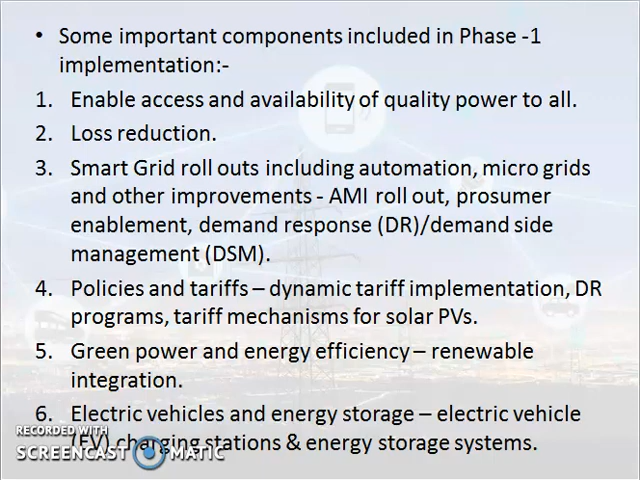 • Some important components included in Phase -1
implementation:-
1. Enable access and availability of quality power to all.
2. Loss reduction.
3. Smart Grid roll outs including automation, micro grids
and other improvements - AMI roll out, prosumer
enablement, demand response (DR)/demand side
management (DSM).
4. Policies and tariffs – dynamic tariff implementation, DR
programs, tariff mechanisms for solar PVs.
5. Green power and energy efficiency – renewable
integration.
6. Electric vehicles and energy storage – electric vehicle
(EV) charging stations & energy storage systems.
RECORDED WITH
SCREENCAST MATIC